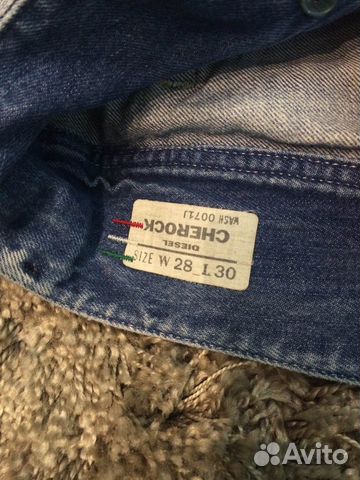 WASH 0071J
CHEROCK
DIESEL
SIZE W 28 L 30
Avito